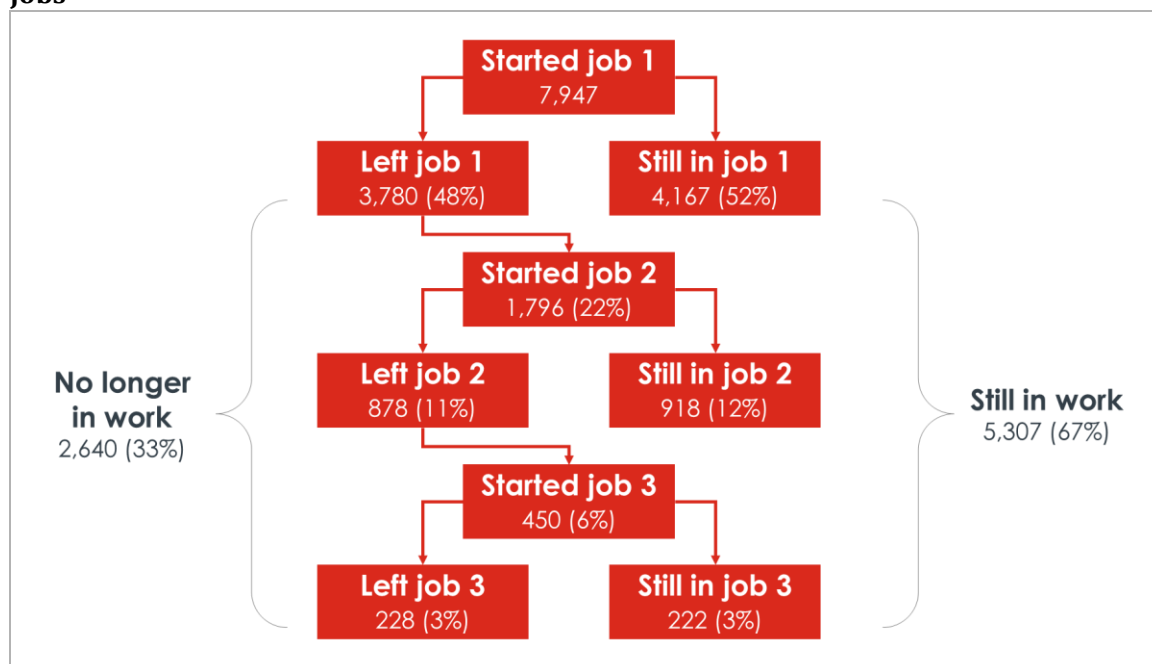 jobs
Started job 1
7,947
Left job 1
3,780 (48%)
Still in job 1
4,167 (52%)
Started job 2
1,796 (22%)
Left job 2
878 (11%)
Still in job 2
918 (12%)
No longer
in work
2,640 (33%)
Still in work
5,307 (67%)
Started job 3
450 (6%)
Left job 3
228 (3%)
Still in job 3
222 (3%)